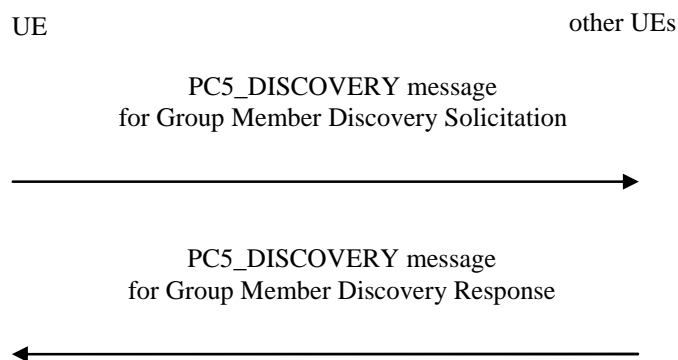 UE
other UEs
PC5_DISCOVERY message
for Group Member Discovery Solicitation
PC5_DISCOVERY message
for Group Member Discovery Response